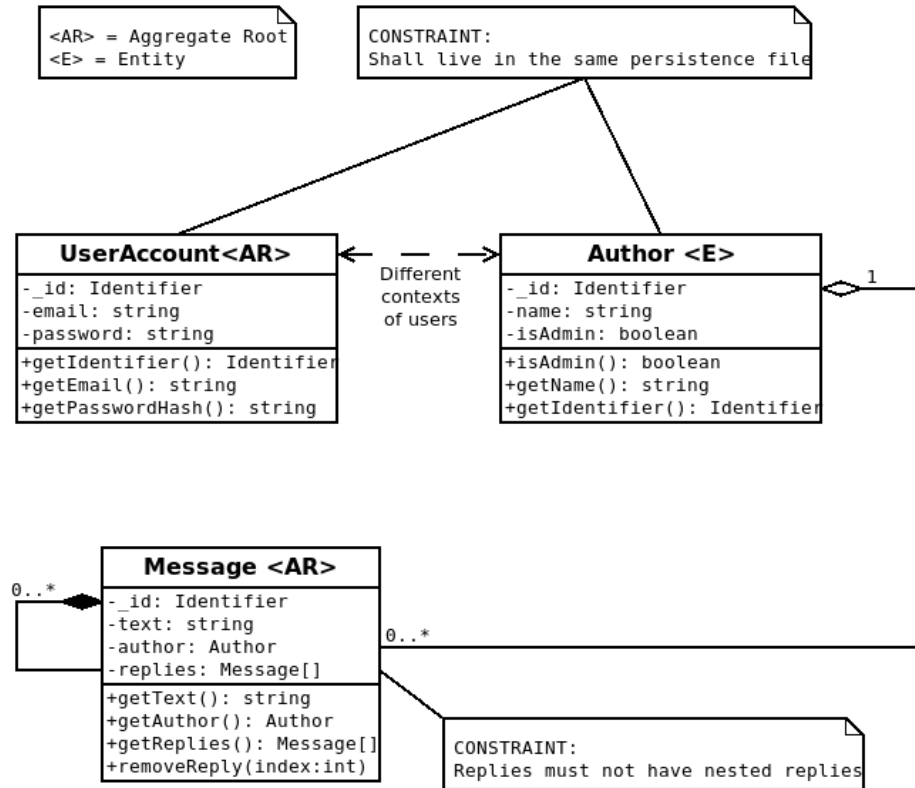 <AR> = Aggregate Root
<E> = Entity
CONSTRAINT:
Shall live in the same persistence file
UserAccount<AR>
-_id: Identifier
-email: string
-password: string
+getIdentifier(): Identifier
+getEmail(): string
+getPasswordHash(): string
Different
contexts
of users
Author <E>
-_id: Identifier
-name: string
-isAdmin: boolean
+isAdmin(): boolean
+getName(): string
+getIdentifier(): Identifier
1
Message <AR>
0..*
-_id: Identifier
-text: string
-author: Author
-replies: Message[]
+getText(): string
+getAuthor(): Author
+getReplies(): Message[]
+removeReply(index:int)
0..*
CONSTRAINT:
Replies must not have nested replies